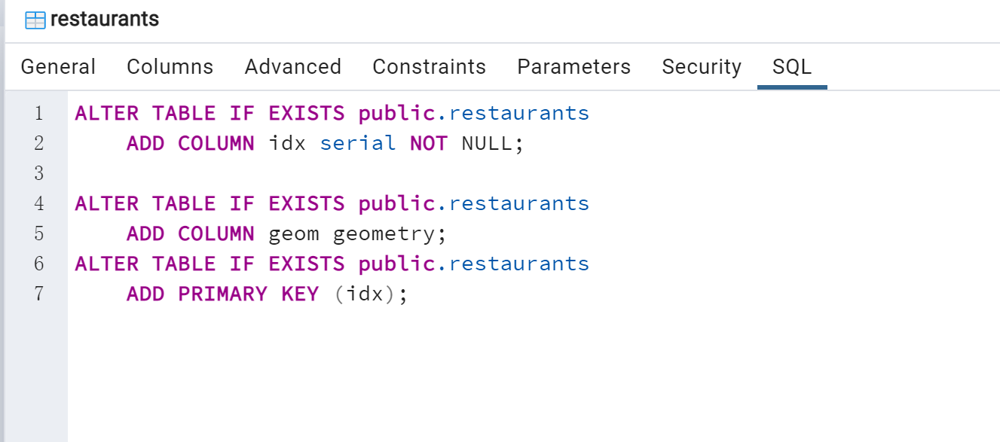 restaurants
General Columns Advanced Constraints Parameters Security SQL
1 ALTER TABLE IF EXISTS public.restaurants
2     ADD COLUMN idx serial NOT NULL;
3
4 ALTER TABLE IF EXISTS public.restaurants
5     ADD COLUMN geom geometry;
6 ALTER TABLE IF EXISTS public.restaurants
7     ADD PRIMARY KEY (idx);